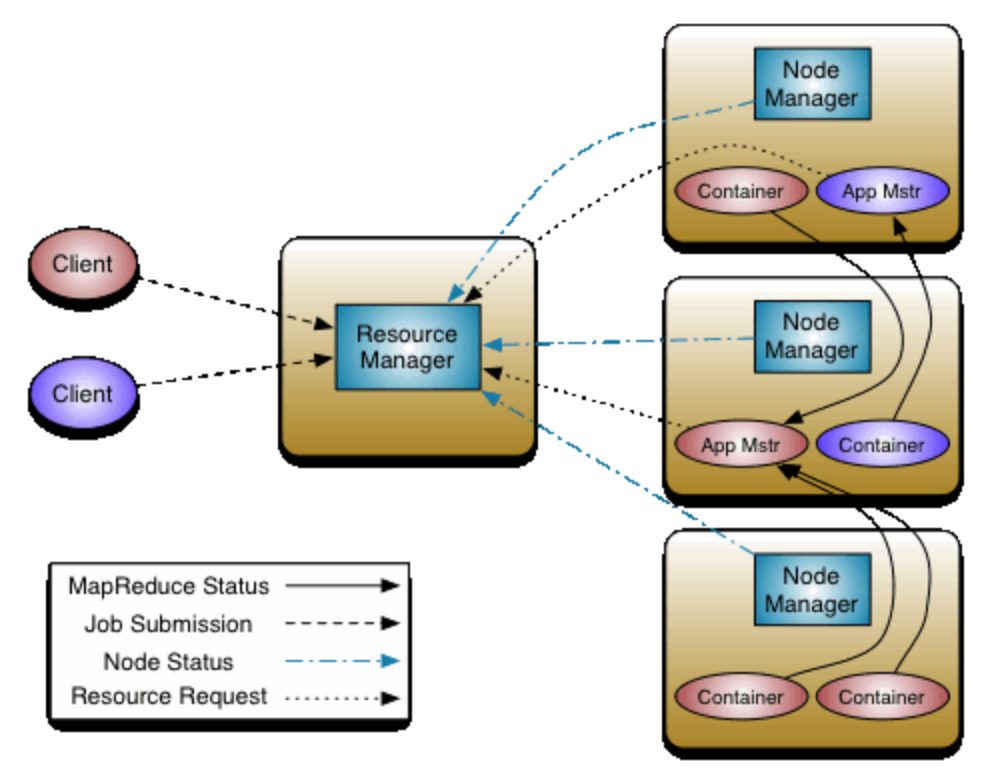 Node
Manager
Container
App Mstr
Client
Resource
Manager
Client
Node
Manager
App Mstr
Container
Node
Manager
Container
Container
MapReduce Status
Job Submission
Node Status
Resource Request